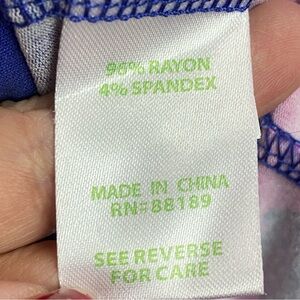 96% RAYON
4% SPANDEX
MADE IN CHINA
RN#88189
SEE REVERSE
FOR CARE